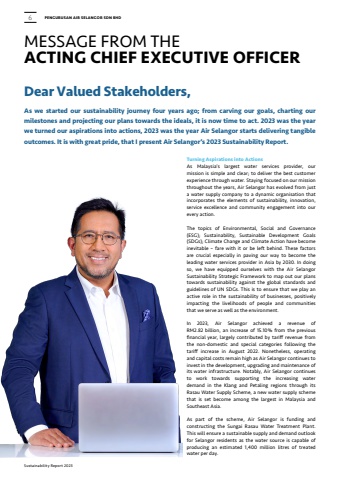 6
PENGURUSAN AIR SELANGOR SDN BHD
MESSAGE FROM THE
ACTING CHIEF EXECUTIVE OFFICER
Dear Valued Stakeholders,
As we started our sustainability journey four years ago; from carving our goals, charting our
milestones and projecting our plans towards the ideals, it is now time to act. 2023 was the year
we turned our aspirations into actions, 2023 was the year Air Selangor starts delivering tangible
outcomes. It is with great pride, that I present Air Selangor's 2023 Sustainability Report.
Turning Aspirations into Actions
As Malaysia's largest water services provider, our
mission is simple and clear, to deliver the best customer
experience through water. Staying focused on our mission
throughout the years, Air Selangor has evolved from just
a water supply company to a dynamic organisation that
incorporates the elements of sustainability, innovation,
service excellence and community engagement into our
every action.
The topics of Environmental, Social and Governance
(ESG), Sustainability, Sustainable Development Goals
(SDGs), Climate Change and Climate Action have become
inevitable – fare with it or be left behind. These factors
are crucial especially in paving our way to become the
leading water services provider in Asia by 2030. In doing
so, we have equipped ourselves with the Air Selangor
Sustainability Strategic Framework to map out our plans
towards sustainability against the global standards and
guidelines of UN SDGs. This is to ensure that we play an
active role in the sustainability of businesses, positively
impacting the livelihoods of people and communities
that we serve as well as the environment.
In 2023, Air Selangor achieved a revenue of
RM2.82 billion, an increase of 15.10% from the previous
financial year, largely contributed by tariff revenue from
the non-domestic and special categories following the
tariff increase in August 2022. Nonetheless, operating
and capital costs remain high as Air Selangor continues to
invest in the development, upgrading and maintenance of
its water infrastructure. Notably, Air Selangor continues
to work towards supporting the increasing water
demand in the Klang and Petaling regions through its
Rasau Water Supply Scheme, a new water supply scheme
that is set become among the largest in Malaysia and
Southeast Asia.
As part of the scheme, Air Selangor is funding and
constructing the Sungai Rasau Water Treatment Plant.
This will ensure a sustainable supply and demand outlook
for Selangor residents as the water source is capable of
producing an estimated 1,400 million litres of treated
water per day.
Sustainability Report 2023